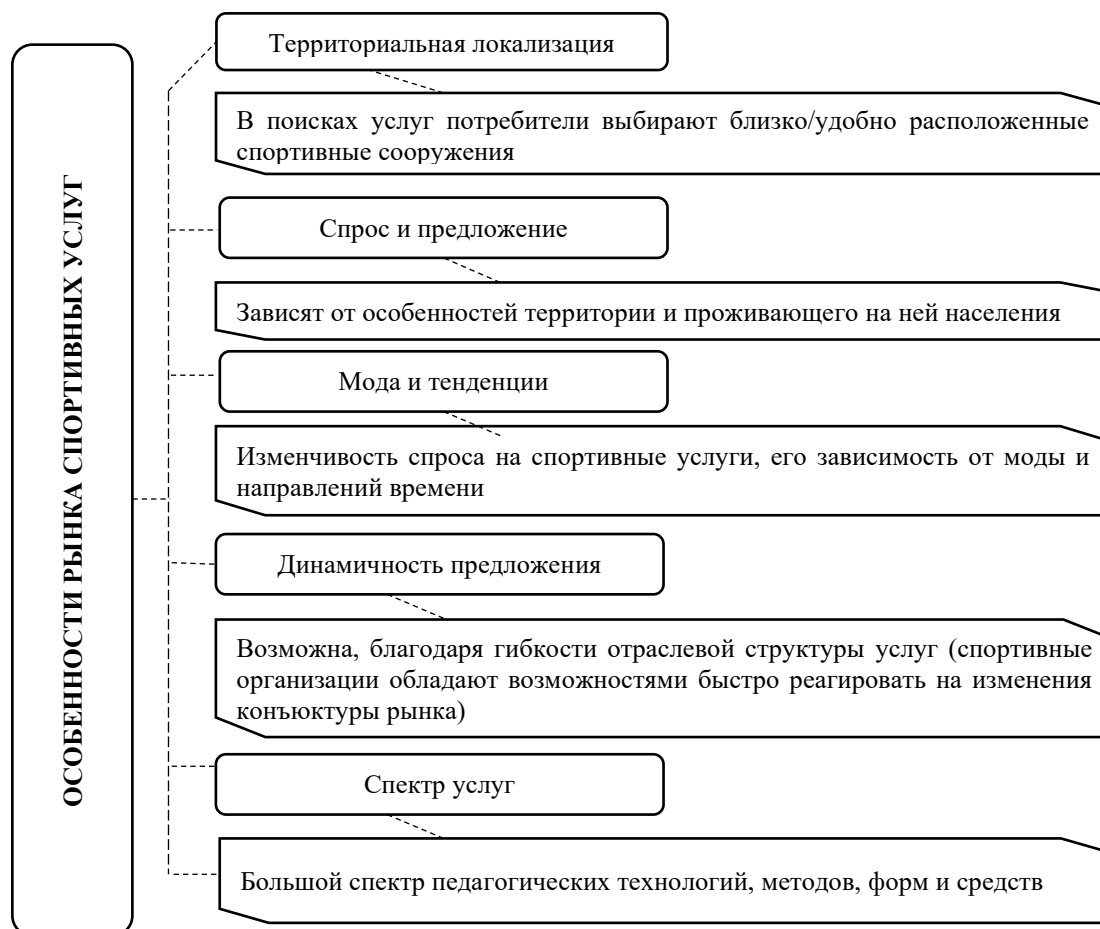 ОСОБЕННОСТИ РЫНКА СПОРТИВНЫХ УСЛУГ
Территориальная локализация
В поисках услуг потребители выбирают близко/удобно расположенные
спортивные сооружения
Спрос и предложение
Зависят от особенностей территории и проживающего на ней населения
Мода и тенденции
Изменчивость спроса на спортивные услуги, его зависимость от моды и
направлений времени
Динамичность предложения
Возможна, благодаря гибкости отраслевой структуры услуг (спортивные
организации обладают возможностями быстро реагировать на изменения
конъюктуры рынка)
Спектр услуг
Большой спектр педагогических технологий, методов, форм и средств